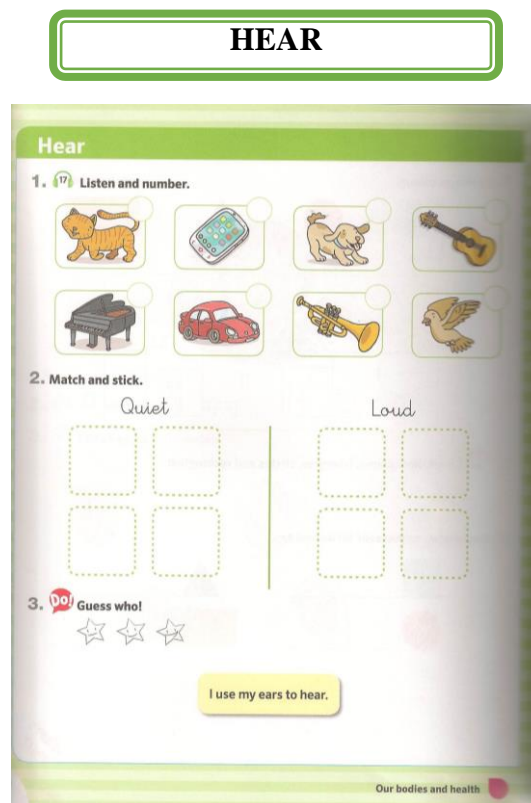 HEAR
Hear
1. 17 Listen and number.
2. Match and stick.
Quiet Loud
3. Do! Guess who!
I use my ears to hear.
Our bodies and health